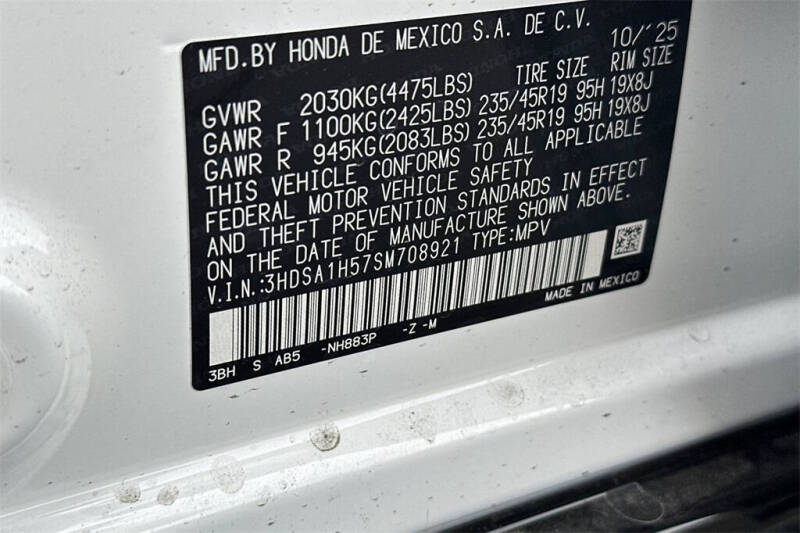 MFD.BY HONDA DE MEXICO S.A. DE C.V. 10/'25
TIRE SIZE RIM SIZE
GVWR 2030KG(4475LBS)
GAWR F 1100KG(2425LBS) 235/45R19 95H 19X8J
GAWR R 945KG(2083LBS) 235/45R19 95H 19X8J
THIS VEHICLE CONFORMS TO ALL APPLICABLE
FEDERAL MOTOR VEHICLE SAFETY
AND THEFT PREVENTION STANDARDS IN EFFECT
ON THE DATE OF MANUFACTURE SHOWN ABOVE.
V.I.N.:3HDSA1H57SM708921 TYPE:MPV
MADE IN MEXICO
3BH S AB5 -NH883P -Z -M